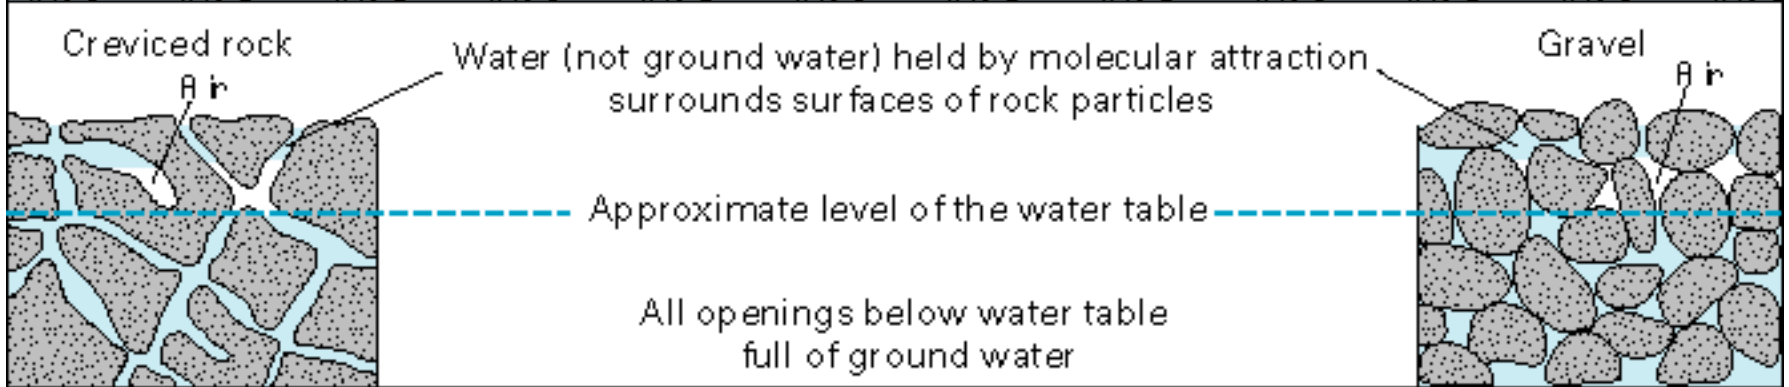 Creviced rock
Air
Water (not ground water) held by molecular attraction
surrounds surfaces of rock particles
Gravel
Air
Approximate level of the water table
All openings below water table
full of ground water